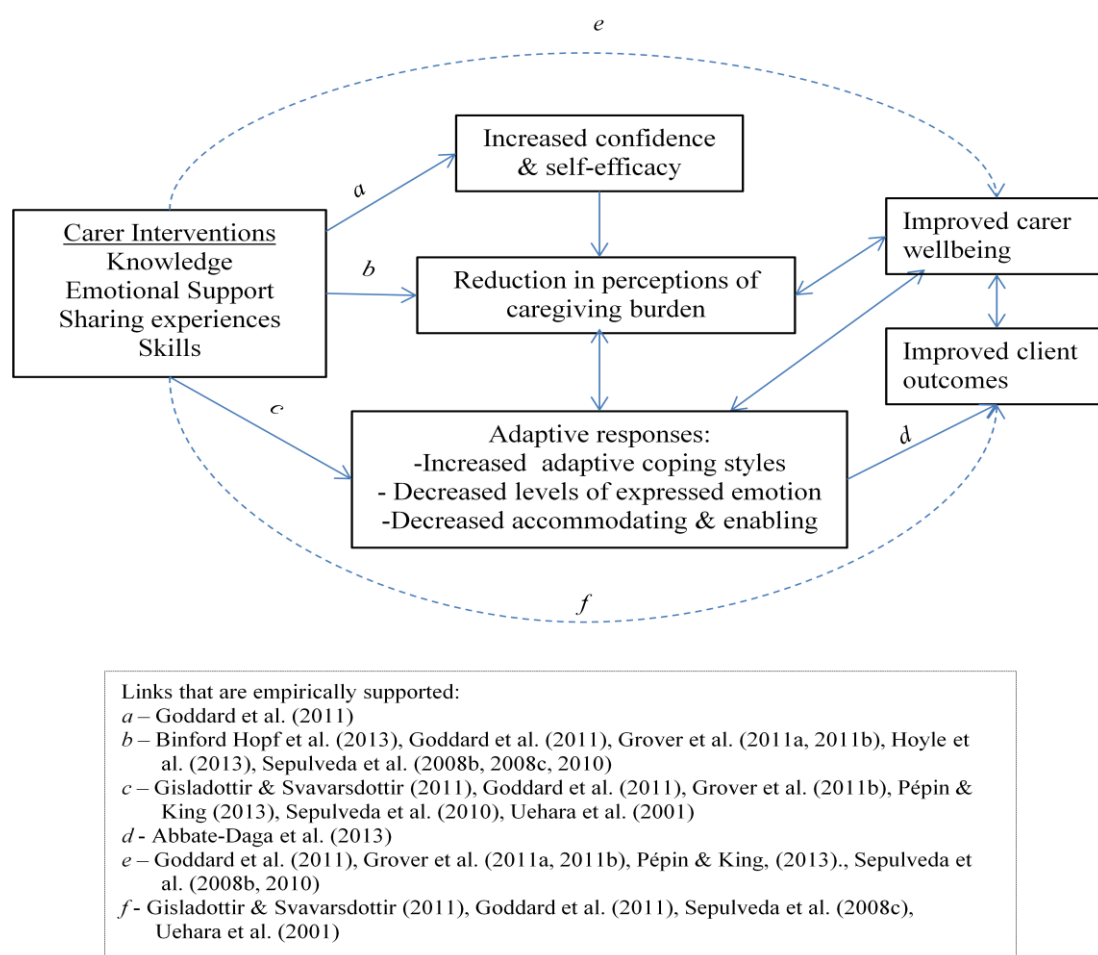 e
Increased confidence
& self-efficacy
a
Carer Interventions
Knowledge
Emotional Support
Sharing experiences
Skills
b
Reduction in perceptions of
caregiving burden
Improved carer
wellbeing
Improved client
outcomes
c
Adaptive responses:
-Increased adaptive coping styles
- Decreased levels of expressed emotion
-Decreased accommodating & enabling
d
f
Links that are empirically supported:
a – Goddard et al. (2011)
b – Binford Hopf et al. (2013), Goddard et al. (2011), Grover et al. (2011a, 2011b), Hoyle et
al. (2013), Sepulveda et al. (2008b, 2008c, 2010)
c – Gisladottir & Svavarsdottir (2011), Goddard et al. (2011), Grover et al. (2011b), Pépin &
King (2013), Sepulveda et al. (2010), Uehara et al. (2001)
d - Abbate-Daga et al. (2013)
e – Goddard et al. (2011), Grover et al. (2011a, 2011b), Pépin & King, (2013)., Sepulveda et
al. (2008b, 2010)
f - Gisladottir & Svavarsdottir (2011), Goddard et al. (2011), Sepulveda et al. (2008c),
Uehara et al. (2001)